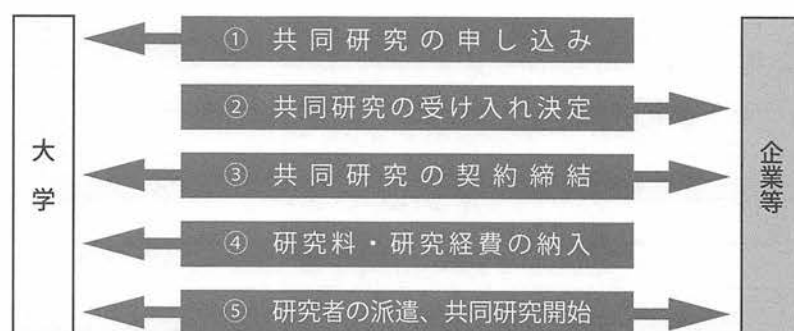 ① 共同研究の申し込み
② 共同研究の受け入れ決定
大学
③ 共同研究の契約締結
企業等
④ 研究料・研究経費の納入
⑤ 研究者の派遣、共同研究開始